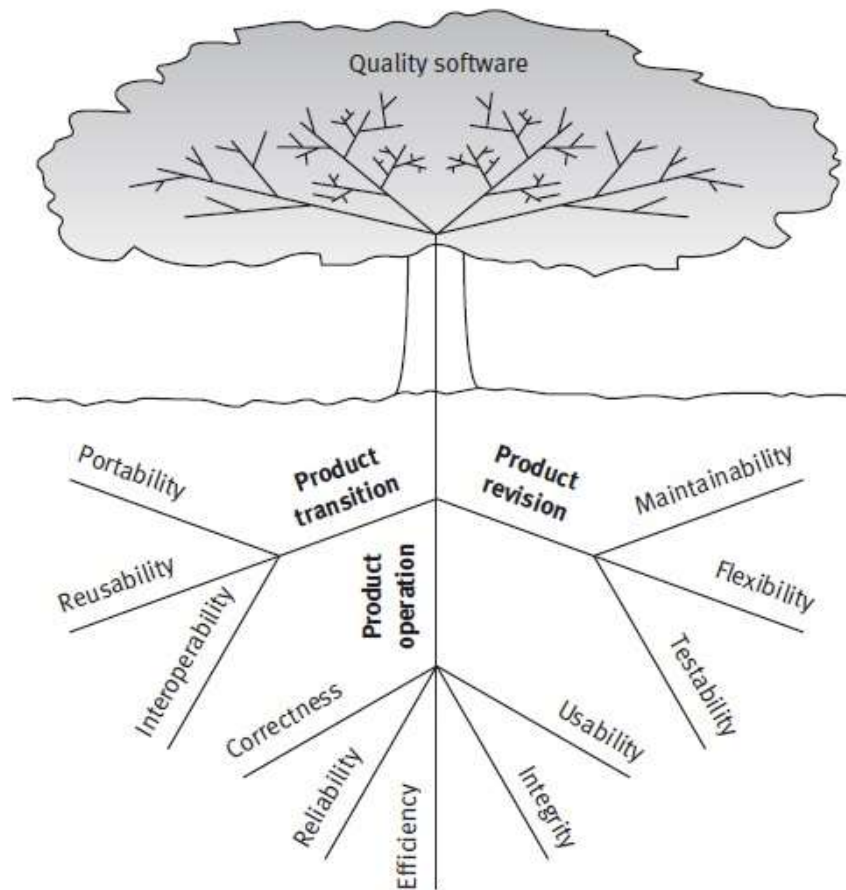 Quality software
Product
transition
Product
revision
Product
operation
Portability
Reusability
Interoperability
Maintainability
Flexibility
Testability
Correctness
Reliability
Efficiency
Integrity
Usability